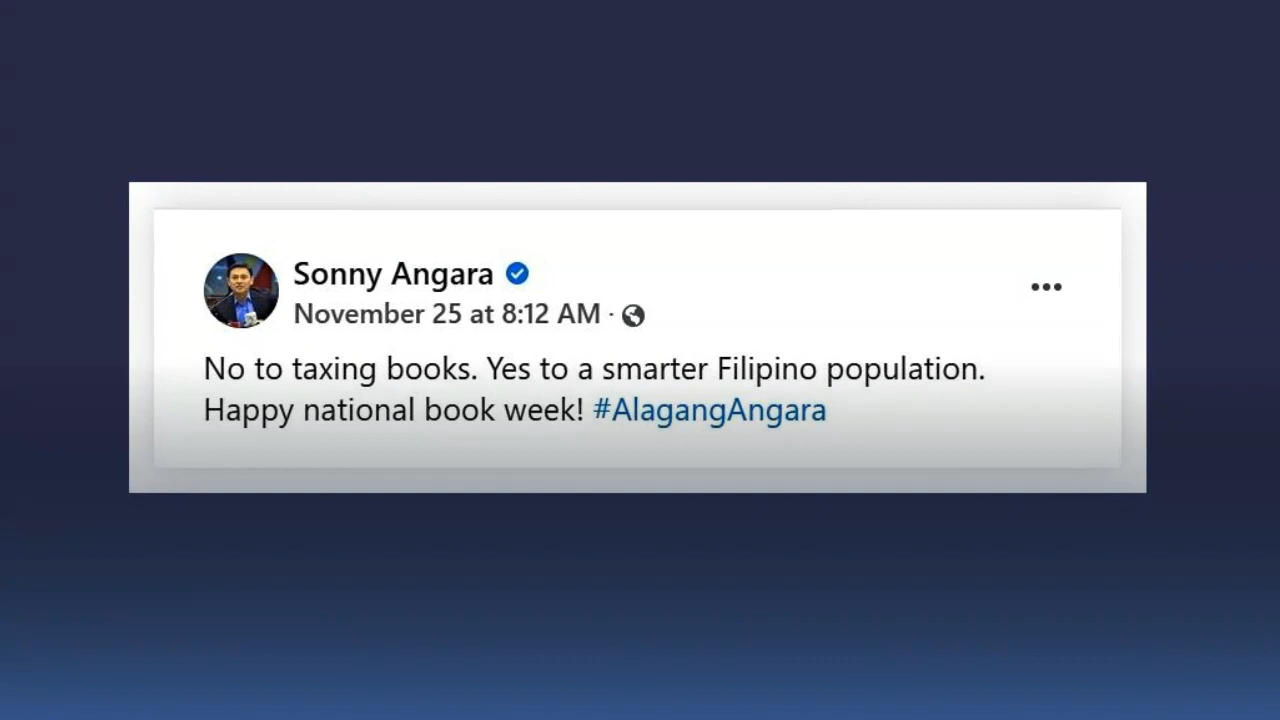 Sonny Angara
November 25 at 8:12 AM ·
No to taxing books. Yes to a smarter Filipino population.
Happy national book week! #AlagangAngara